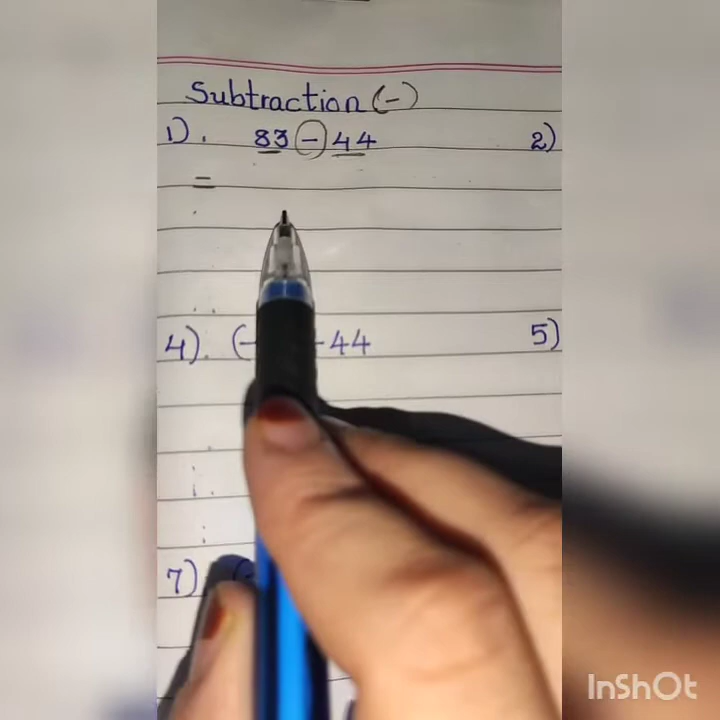 Subtraction (-)
1). 83 - 44 2)
=
4). (- -44 5)
7) (-
InShOt